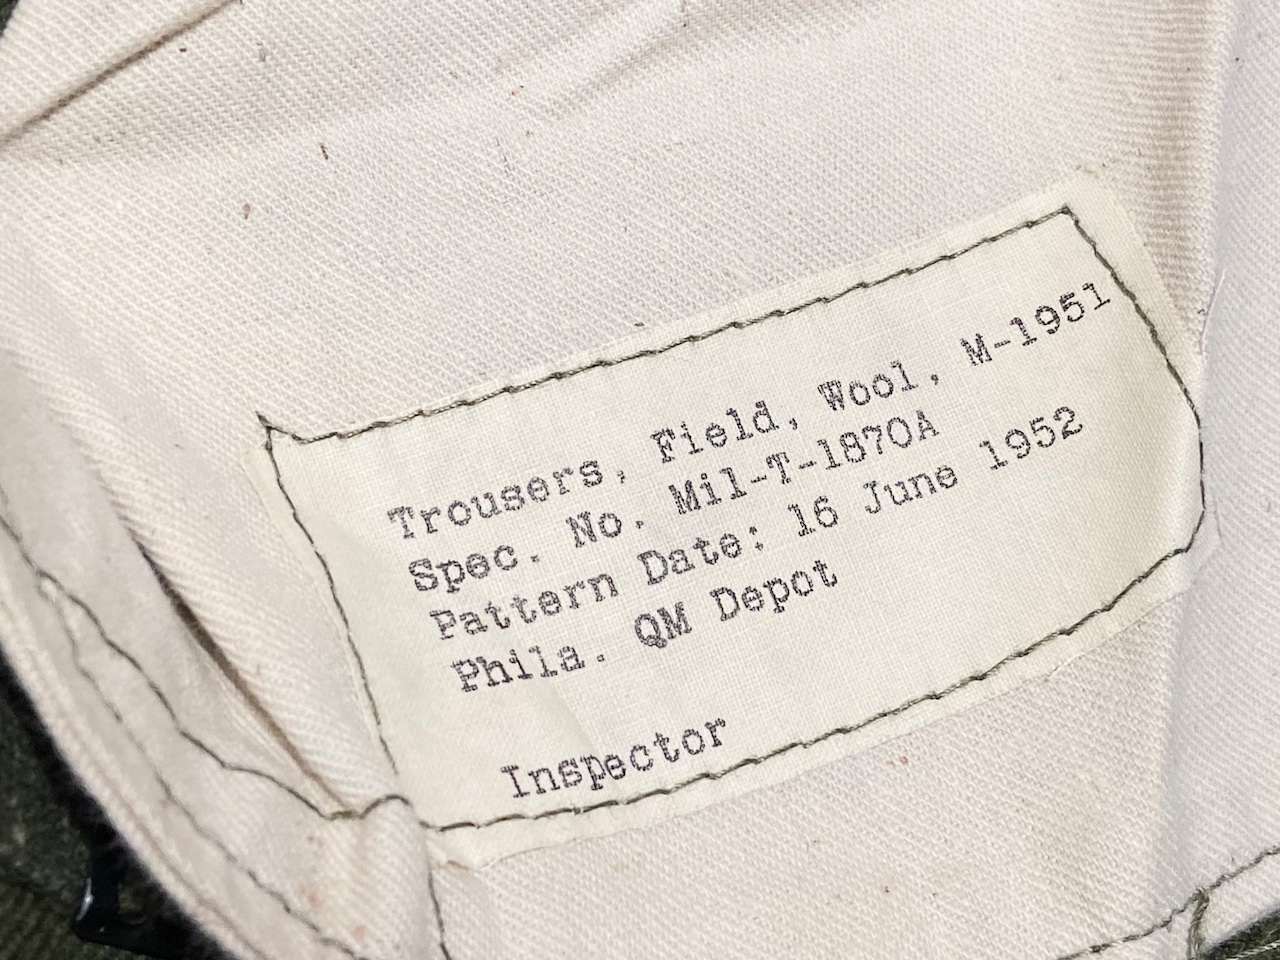 Trousers, Field, Wool, M-1951
Spec. No. Mil-T-1870A
Pattern Date: 16 June 1952
Phila. QM Depot
Inspector